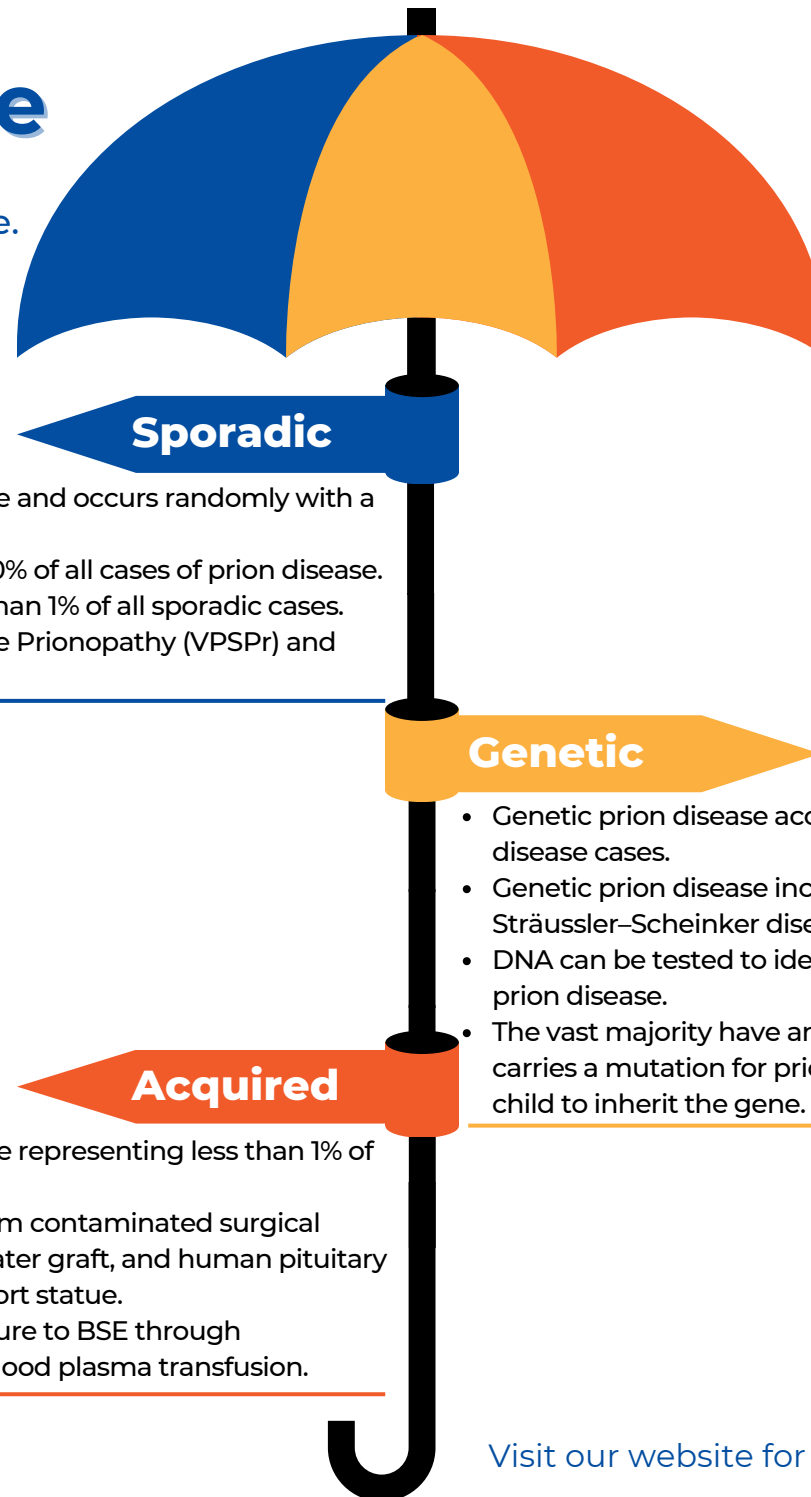 e
e.
Sporadic
e and occurs randomly with a
0% of all cases of prion disease.
han 1% of all sporadic cases.
e Prionopathy (VPSPr) and
Genetic
• Genetic prion disease acc
disease cases.
• Genetic prion disease inc
Sträussler–Scheinker dise
• DNA can be tested to ide
prion disease.
• The vast majority have an
carries a mutation for prio
child to inherit the gene.
Acquired
e representing less than 1% of
m contaminated surgical
ater graft, and human pituitary
ort statue.
ure to BSE through
lood plasma transfusion.
Visit our website for